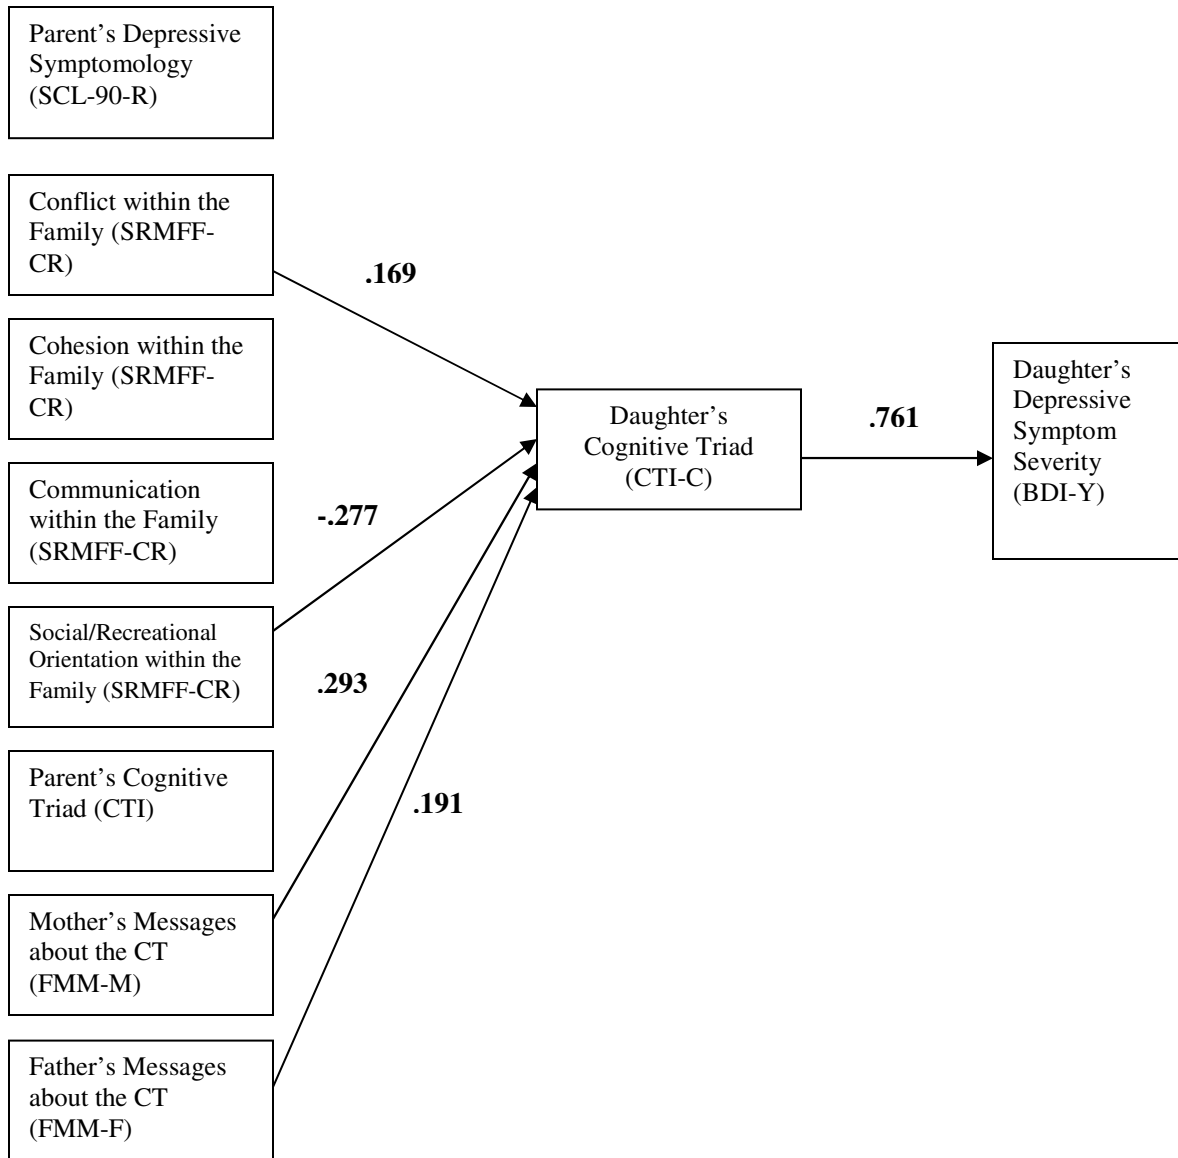 Parent’s Depressive
Symptomology
(SCL-90-R)
Conflict within the
Family (SRMFF-
CR)
.169
Cohesion within the
Family (SRMFF-
CR)
Communication
within the Family
(SRMFF-CR)
-.277
Social/Recreational
Orientation within the
Family (SRMFF-CR)
.293
Parent’s Cognitive
Triad (CTI)
.191
Mother’s Messages
about the CT
(FMM-M)
Father’s Messages
about the CT
(FMM-F)
Daughter’s
Cognitive Triad
(CTI-C)
.761
Daughter’s
Depressive
Symptom
Severity
(BDI-Y)